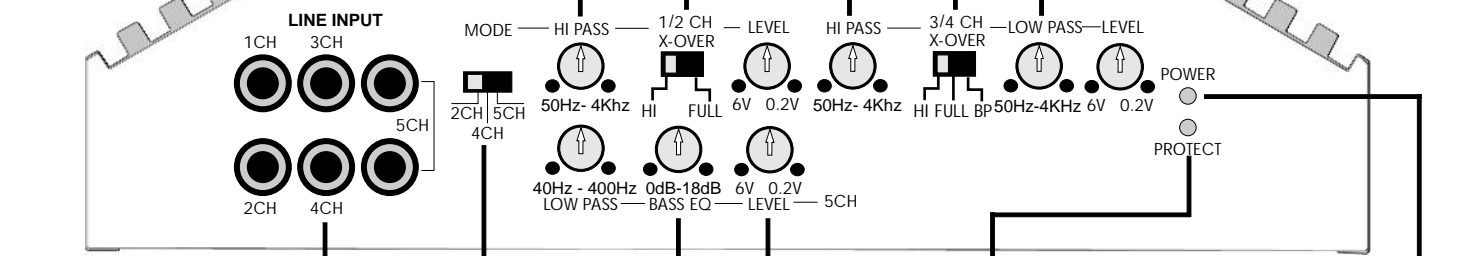 LINE INPUT
1CH 3CH
5CH
2CH 4CH
MODE
2CH 5CH
4CH
HI PASS
50Hz- 4Khz
1/2 CH
X-OVER
HI FULL
LEVEL
6V 0.2V
HI PASS
50Hz- 4Khz
3/4 CH
X-OVER
HI FULL BP
LOW PASS
50Hz-4KHz
LEVEL
6V 0.2V
POWER
PROTECT
40Hz - 400Hz 0dB-18dB 6V 0.2V
LOW PASS BASS EQ LEVEL 5CH